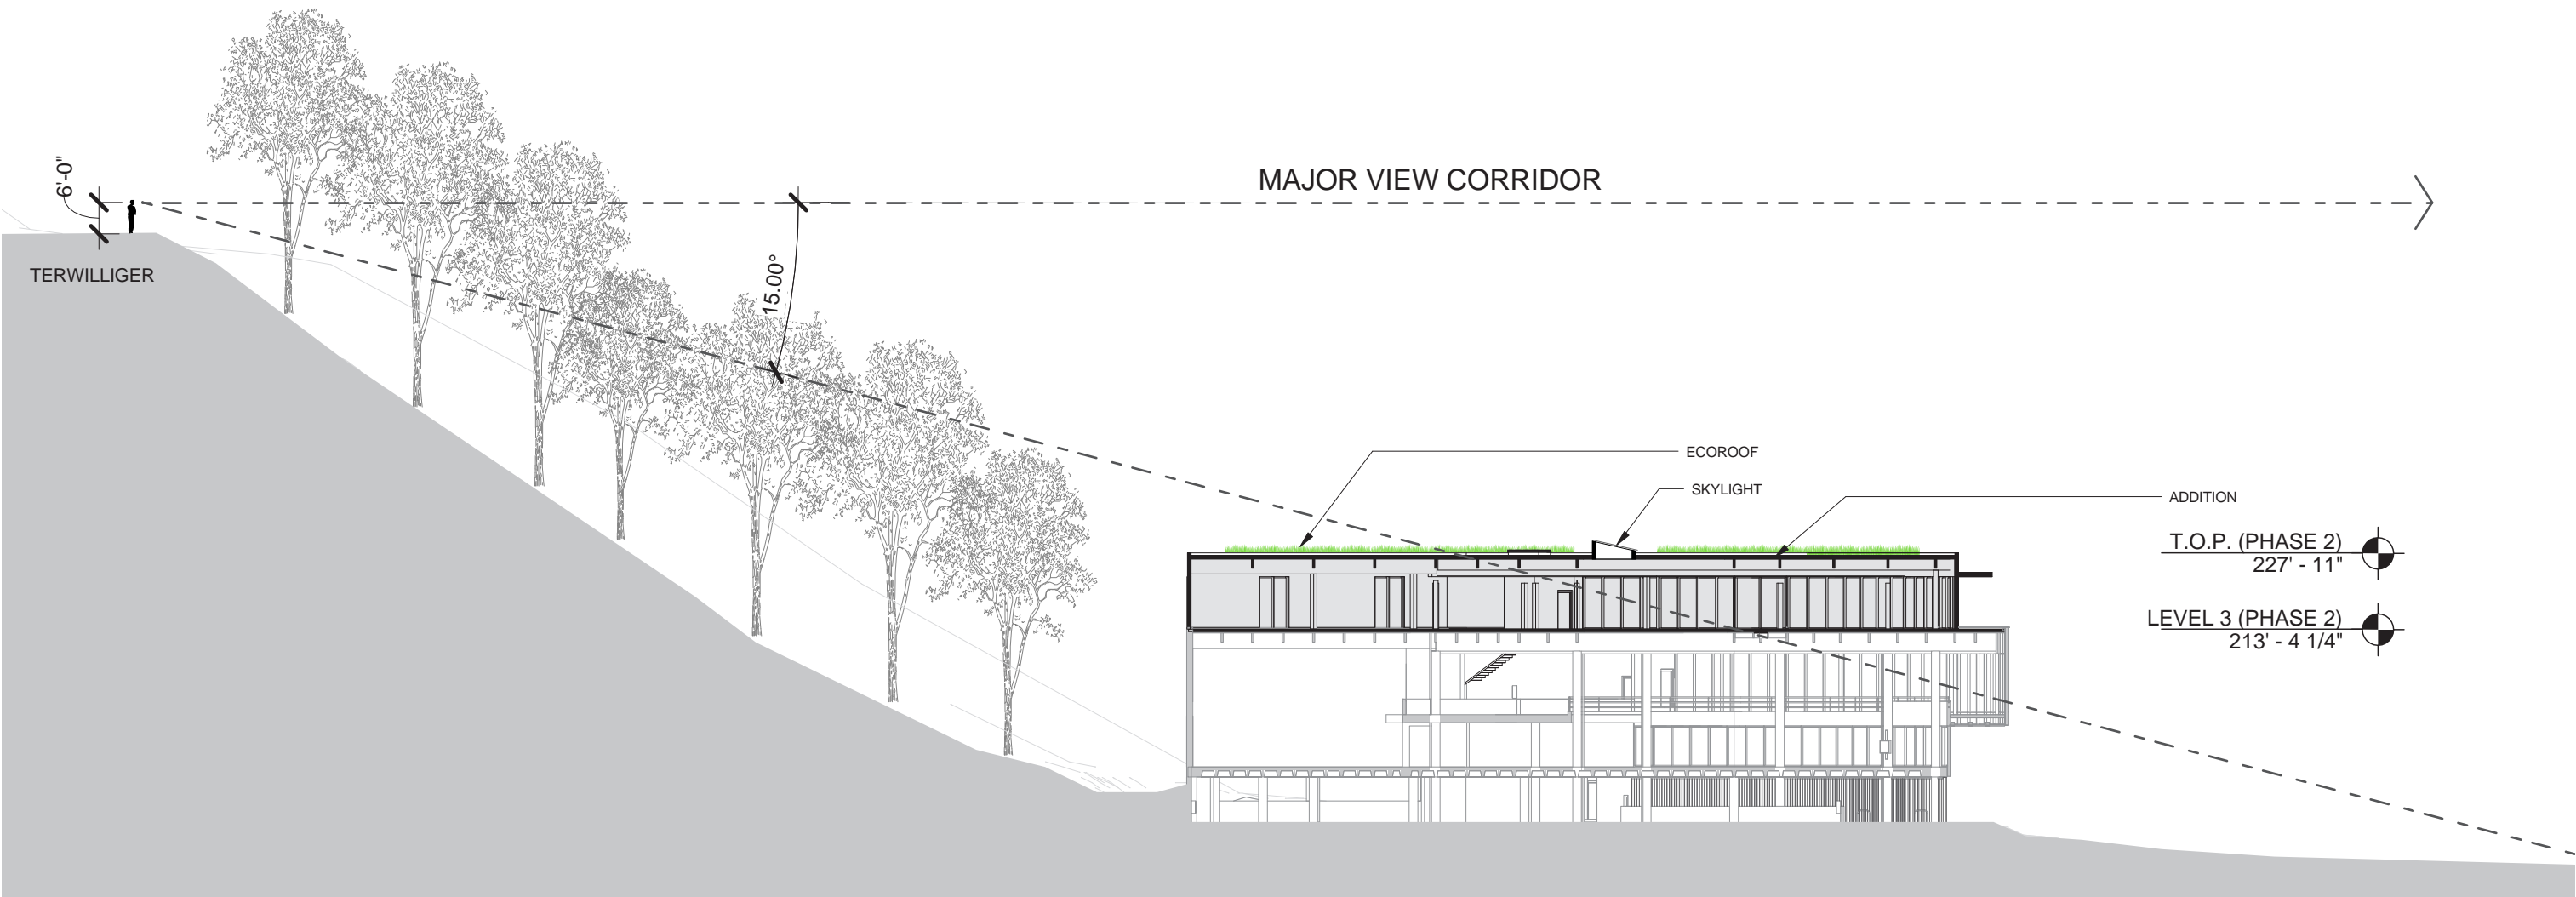 MAJOR VIEW CORRIDOR
6'-0"
TERWILLIGER
15.00°
ECOROOF
SKYLIGHT
ADDITION
T.O.P. (PHASE 2)
227' - 11"
LEVEL 3 (PHASE 2)
213' - 4 1/4"